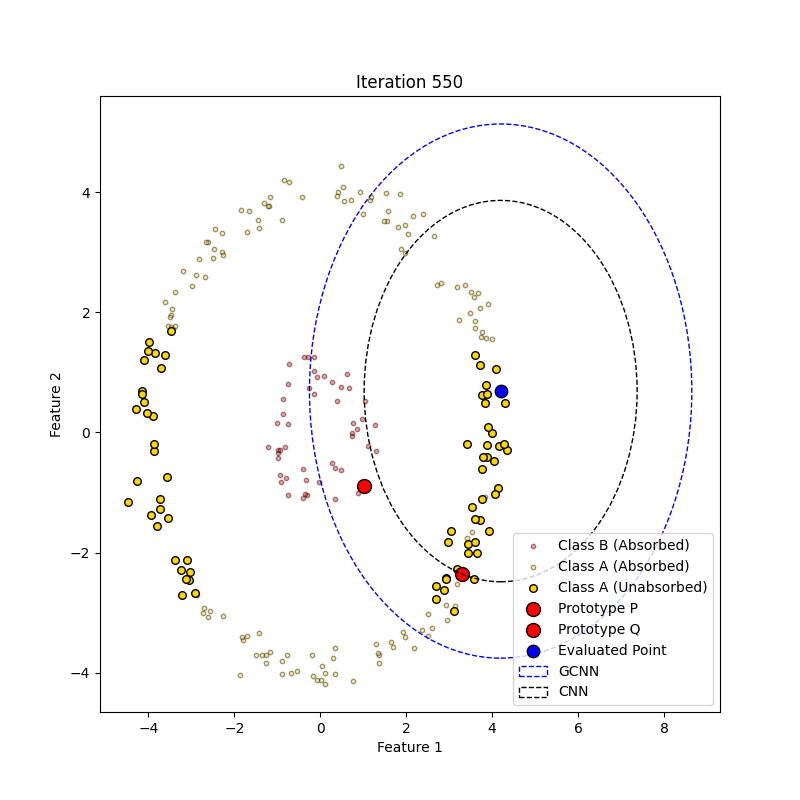 Iteration 550
Feature 2
4
2
0
−2
−4
−4
−2
0
2
4
6
8
Feature 1
Class B (Absorbed)
Class A (Absorbed)
Class A (Unabsorbed)
Prototype P
Prototype Q
Evaluated Point
GCNN
CNN